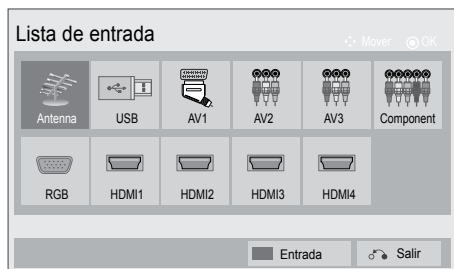 Lista de entrada
Mover OK
Antenna USB AV1 AV2 AV3 Component
RGB HDMI1 HDMI2 HDMI3 HDMI4
Entrada Salir